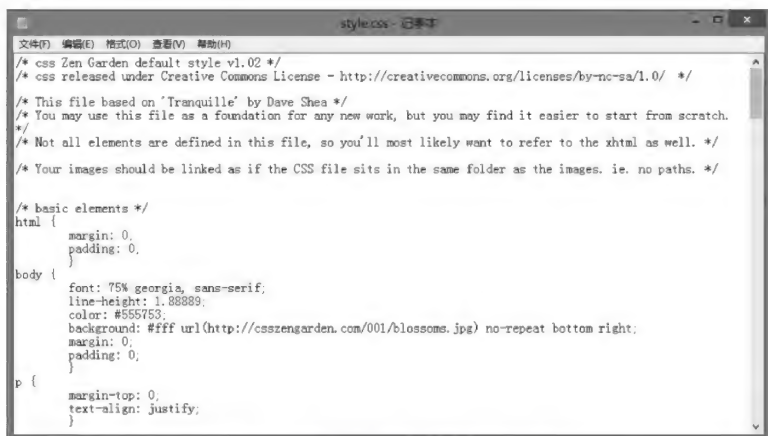 style.css - 记事本
文件(F) 编辑(E) 格式(O) 查看(V) 帮助(H)
/* css Zen Garden default style v1.02 */
/* css released under Creative Commons License - http://creativecommons.org/licenses/by-nc-sa/1.0/ */
/* This file based on 'Tranquille' by Dave Shea */
/* You may use this file as a foundation for any new work, but you may find it easier to start from scratch.
*/
/* Not all elements are defined in this file, so you'll most likely want to refer to the xhtml as well. */
/* Your images should be linked as if the CSS file sits in the same folder as the images. ie. no paths. */
/* basic elements */
html {
margin: 0;
padding: 0;
}
body {
font: 75% georgia, sans-serif;
line-height: 1.88889;
color: #555753;
background: #fff url(http://csszengarden.com/001/blossoms.jpg) no-repeat bottom right;
margin: 0;
padding: 0;
}
p {
margin-top: 0;
text-align: justify;
}